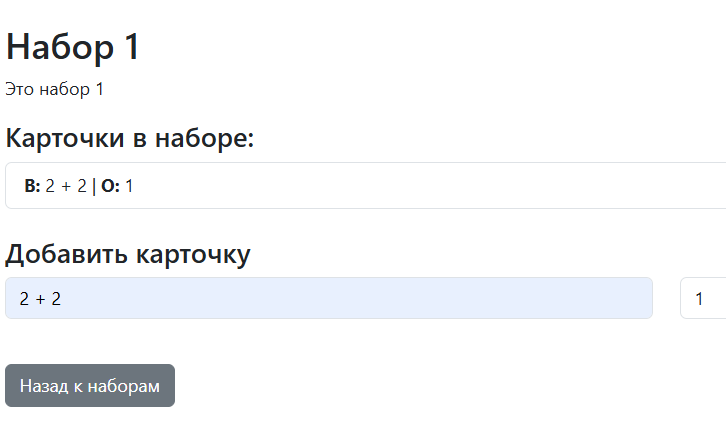 Набор 1
Это набор 1
Карточки в наборе:
В: 2 + 2 | О: 1
Добавить карточку
2 + 2
1
Назад к наборам